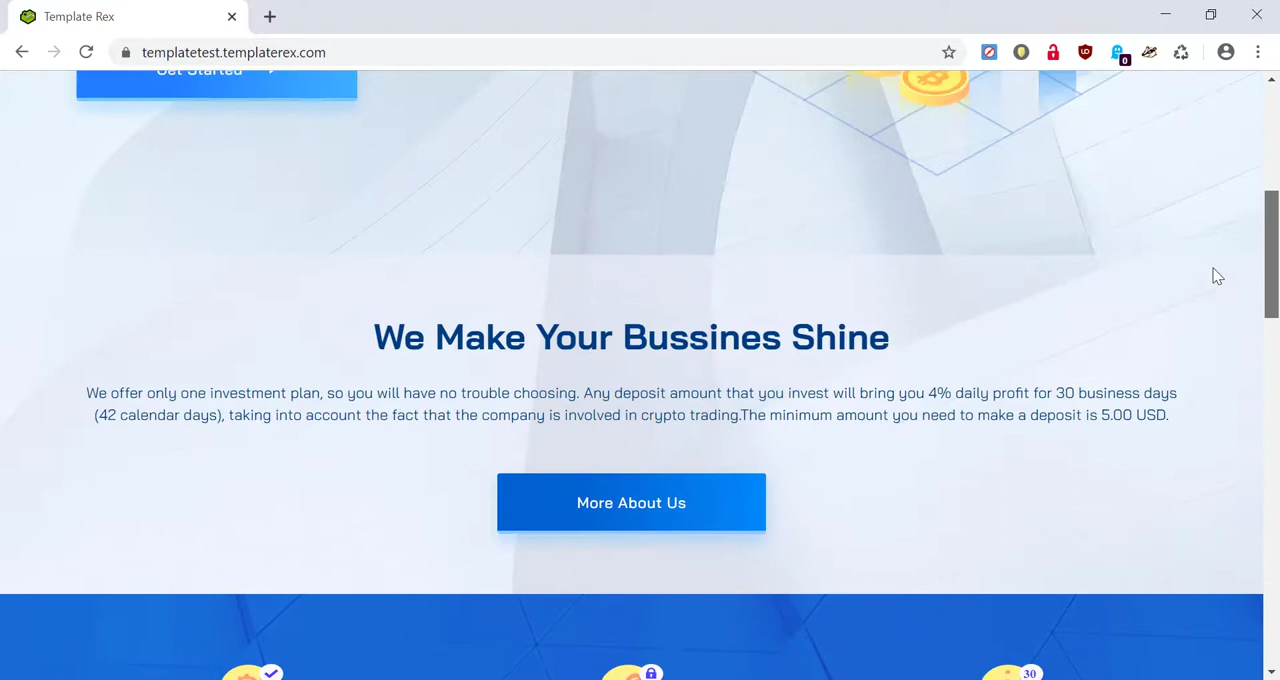 Template Rex
templatetest.templaterex.com
UD
0
Get Started
We Make Your Bussines Shine
We offer only one investment plan, so you will have no trouble choosing. Any deposit amount that you invest will bring you 4% daily profit for 30 business days
(42 calendar days), taking into account the fact that the company is involved in crypto trading.The minimum amount you need to make a deposit is 5.00 USD.
More About Us
30